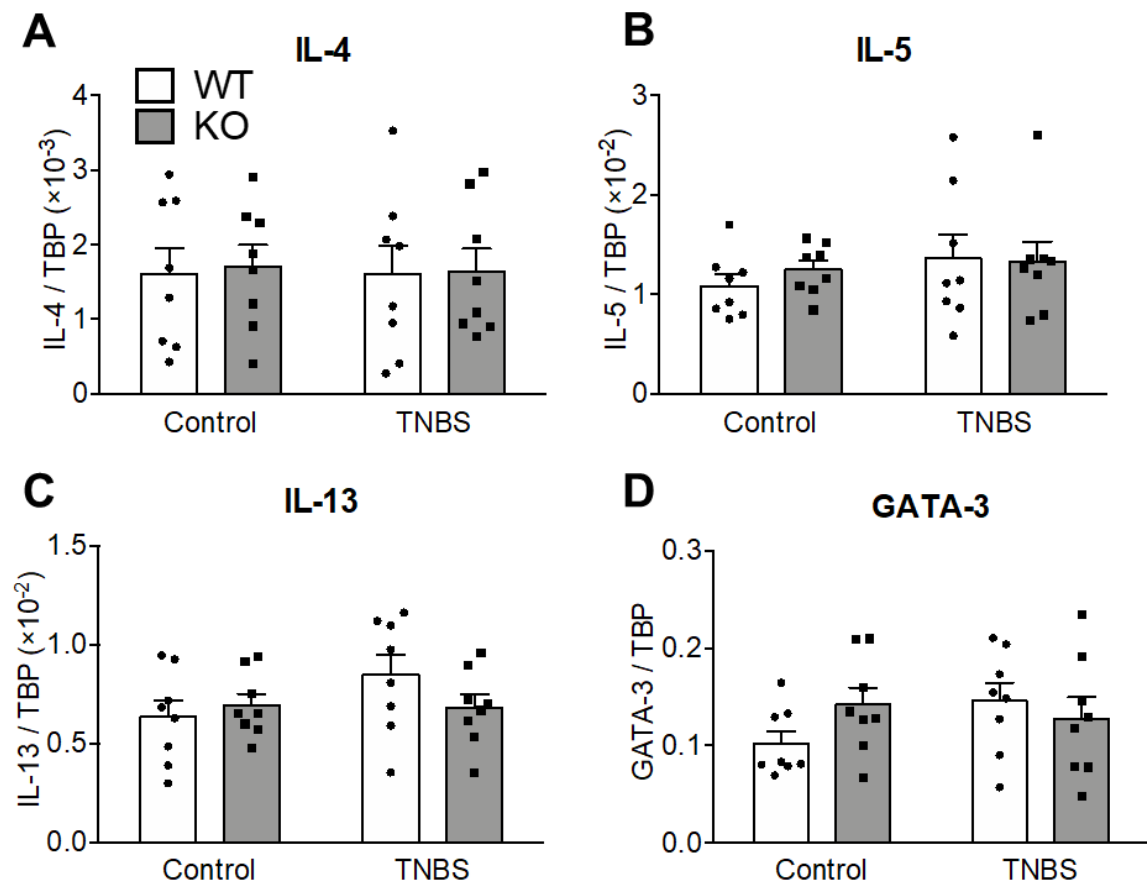 A
IL-4
WT
KO
IL-4 / TBP (×10⁻³)
4
3
2
1
0
Control
TNBS
B
IL-5
IL-5 / TBP (×10⁻²)
3
2
1
0
Control
TNBS
C
IL-13
IL-13 / TBP (×10⁻²)
1.5
1.0
0.5
0.0
Control
TNBS
D
GATA-3
GATA-3 / TBP
0.3
0.2
0.1
0.0
Control
TNBS